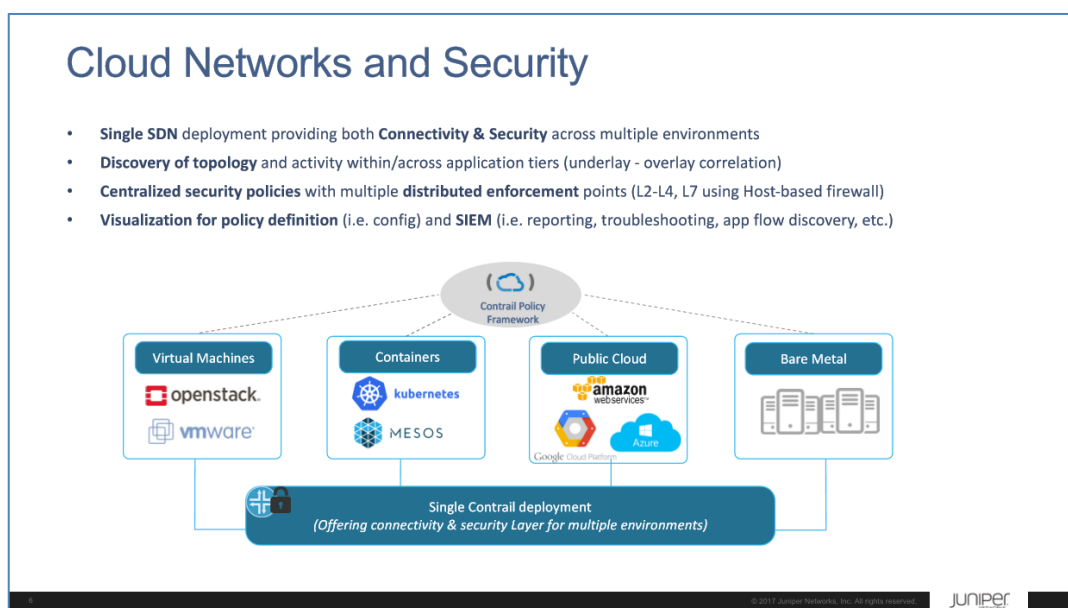 Cloud Networks and Security
• Single SDN deployment providing both Connectivity & Security across multiple environments
• Discovery of topology and activity within/across application tiers (underlay - overlay correlation)
• Centralized security policies with multiple distributed enforcement points (L2-L4, L7 using Host-based firewall)
• Visualization for policy definition (i.e. config) and SIEM (i.e. reporting, troubleshooting, app flow discovery, etc.)
Contrail Policy
Framework
Virtual Machines
openstack.
vmware
Containers
kubernetes
MESOS
Public Cloud
amazon
webservices™
Google Cloud Platform
Azure
Bare Metal
Single Contrail deployment
(Offering connectivity & security Layer for multiple environments)
6
© 2017 Juniper Networks, Inc. All rights reserved.
JUNIPER